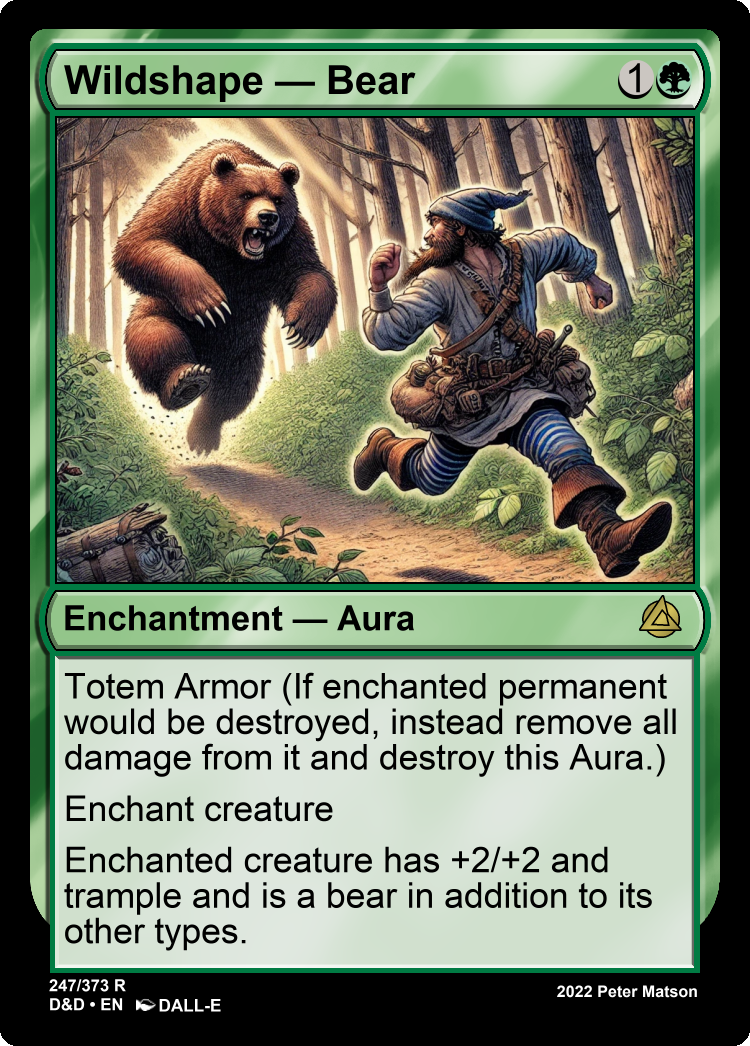 Wildshape — Bear 1
Enchantment — Aura
Totem Armor (If enchanted permanent
would be destroyed, instead remove all
damage from it and destroy this Aura.)
Enchant creature
Enchanted creature has +2/+2 and
trample and is a bear in addition to its
other types.
247/373 R
D&D • EN DALL-E
2022 Peter Matson